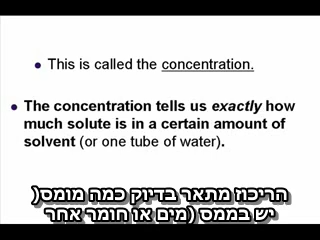 This is called the concentration.
The concentration tells us exactly how
much solute is in a certain amount of
solvent (or one tube of water).
הריכוז מתאר בדיוק כמה מומס(
יש בממס (מים או חומר אחר